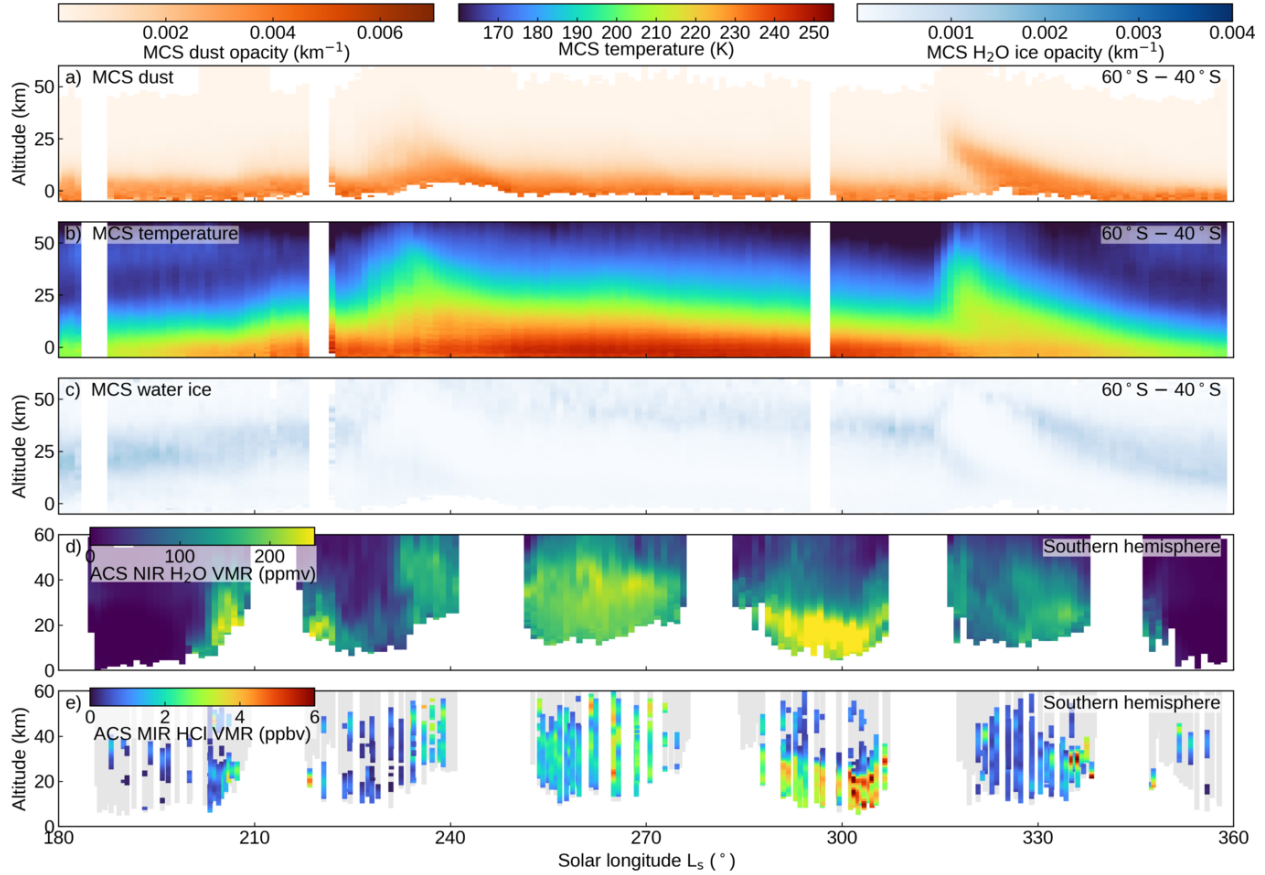 0.002 0.004 0.006
MCS dust opacity (km⁻¹)
170 180 190 200 210 220 230 240 250
MCS temperature (K)
0.001 0.002 0.003 0.004
MCS H₂O ice opacity (km⁻¹)
a) MCS dust 60°S − 40°S
50
25
0
Altitude (km)
b) MCS temperature 60°S − 40°S
50
25
0
Altitude (km)
c) MCS water ice 60°S − 40°S
50
25
0
Altitude (km)
d) Southern hemisphere
0 100 200
ACS NIR H₂O VMR (ppmv)
60
40
20
0
Altitude (km)
e) Southern hemisphere
0 2 4 6
ACS MIR HCl VMR (ppbv)
60
40
20
0
Altitude (km)
180 210 240 270 300 330 360
Solar longitude Lₛ (°)